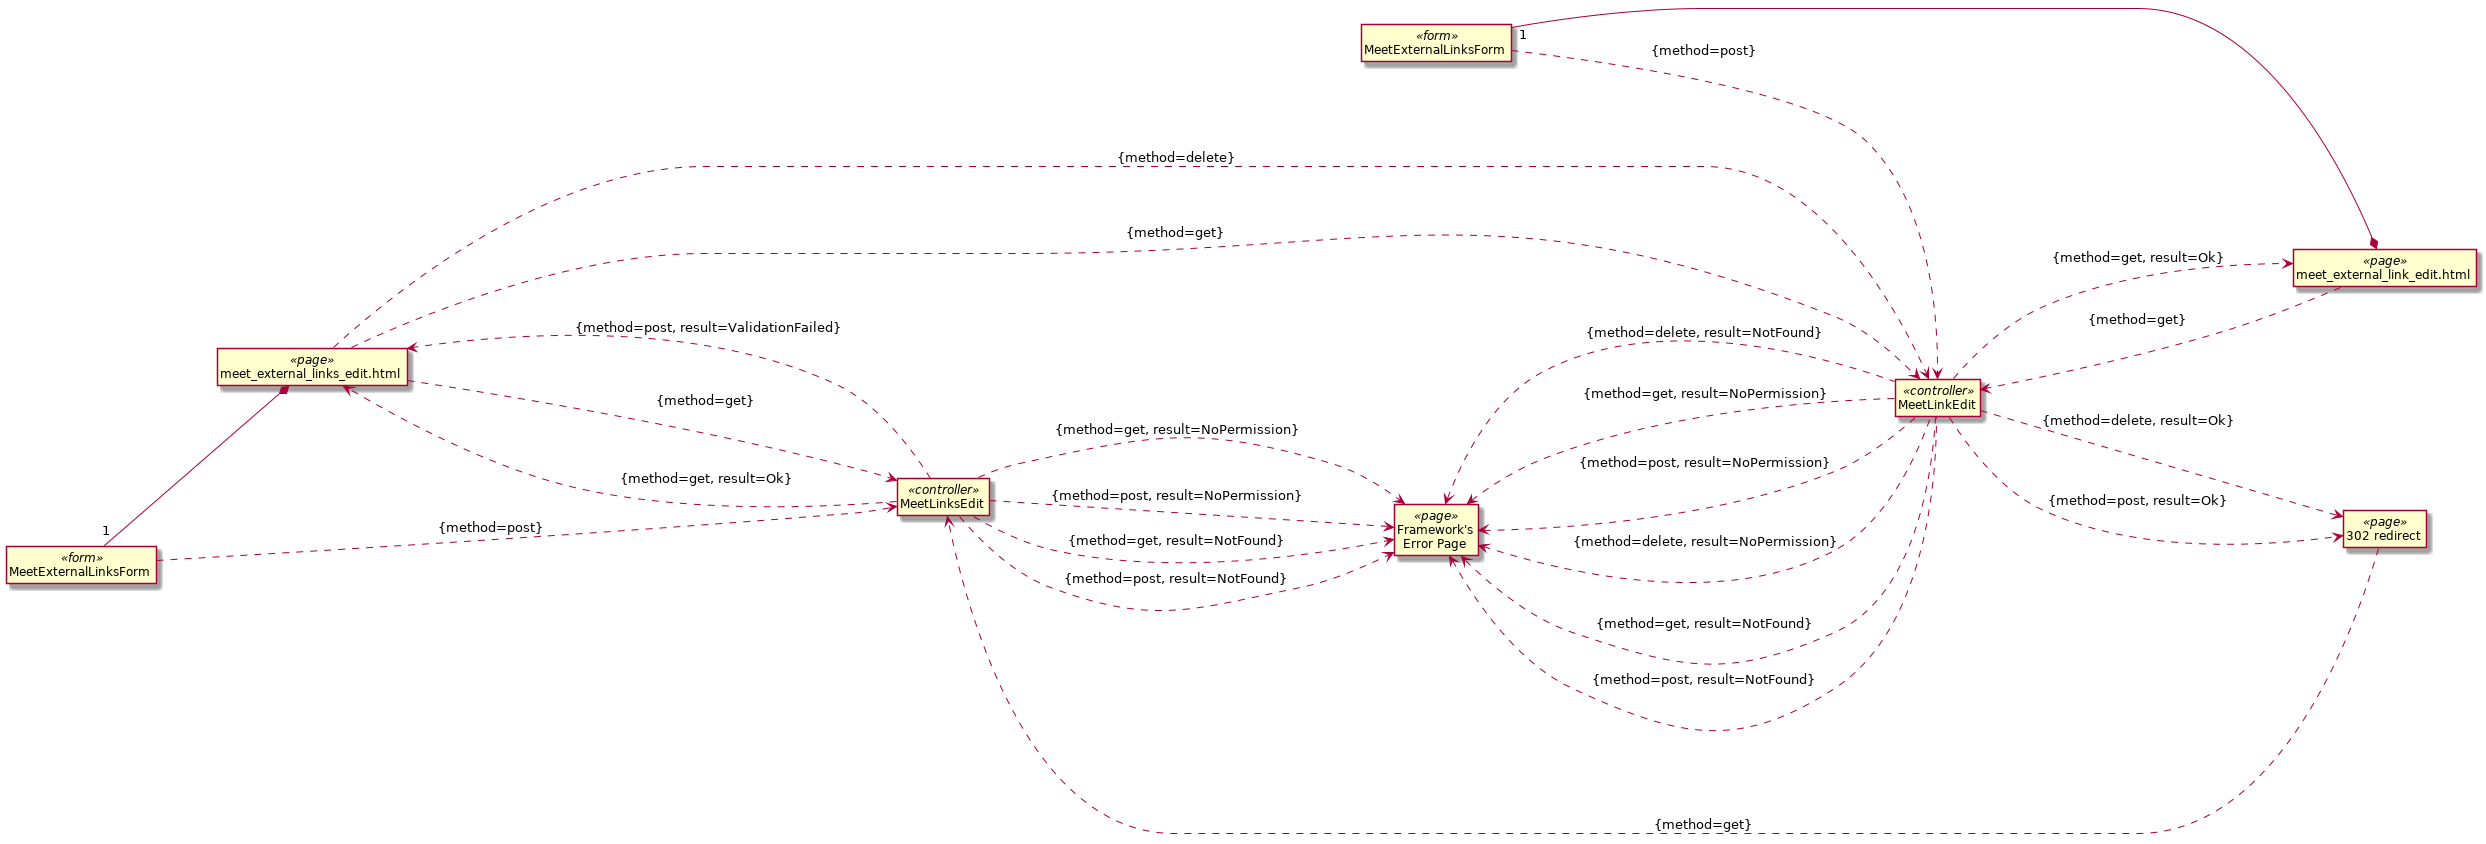 «form»
MeetExternalLinksForm
1
{method=post}
{method=delete}
{method=get}
{method=get, result=Ok}
«page»
meet_external_link_edit.html
{method=get}
{method=post, result=ValidationFailed}
{method=delete, result=NotFound}
«page»
meet_external_links_edit.html
{method=get}
{method=get, result=NoPermission}
«controller»
MeetLinkEdit
{method=delete, result=Ok}
{method=get, result=NoPermission}
{method=post, result=NoPermission}
{method=get, result=Ok}
«controller»
MeetLinksEdit
{method=post, result=NoPermission}
{method=post, result=Ok}
«page»
Framework's
Error Page
«page»
302 redirect
1
{method=post}
{method=get, result=NotFound}
{method=delete, result=NoPermission}
«form»
MeetExternalLinksForm
{method=post, result=NotFound}
{method=get, result=NotFound}
{method=post, result=NotFound}
{method=get}